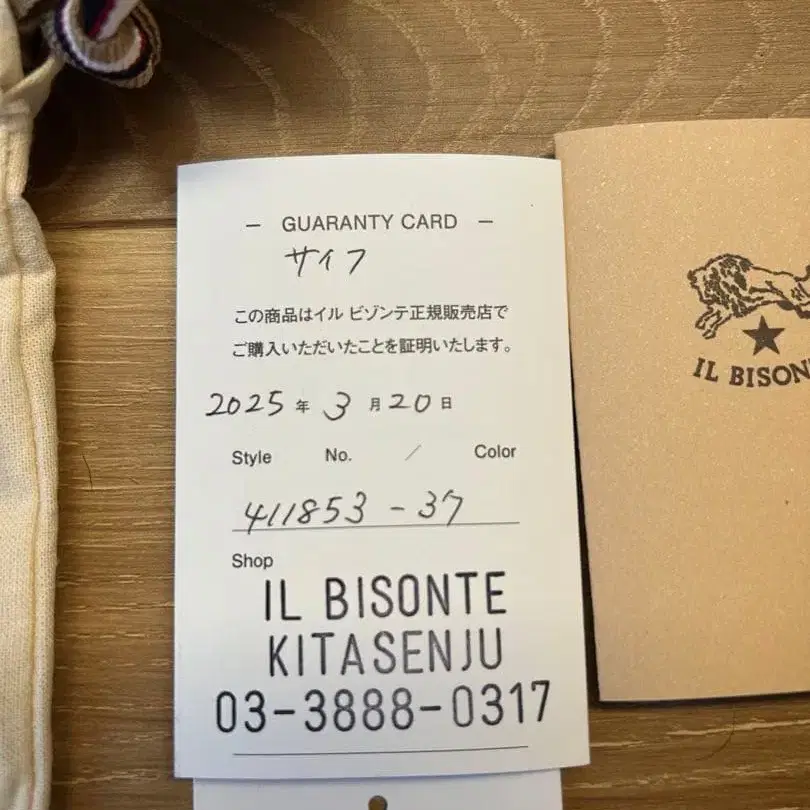 — GUARANTY CARD —
サイフ
この商品はイル ビゾンテ正規販売店で
ご購入いただいたことを証明いたします。
2025年 3月20日
Style No. / Color
411853-37
Shop
IL BISONTE
KITASENJU
03-3888-0317
IL BISON